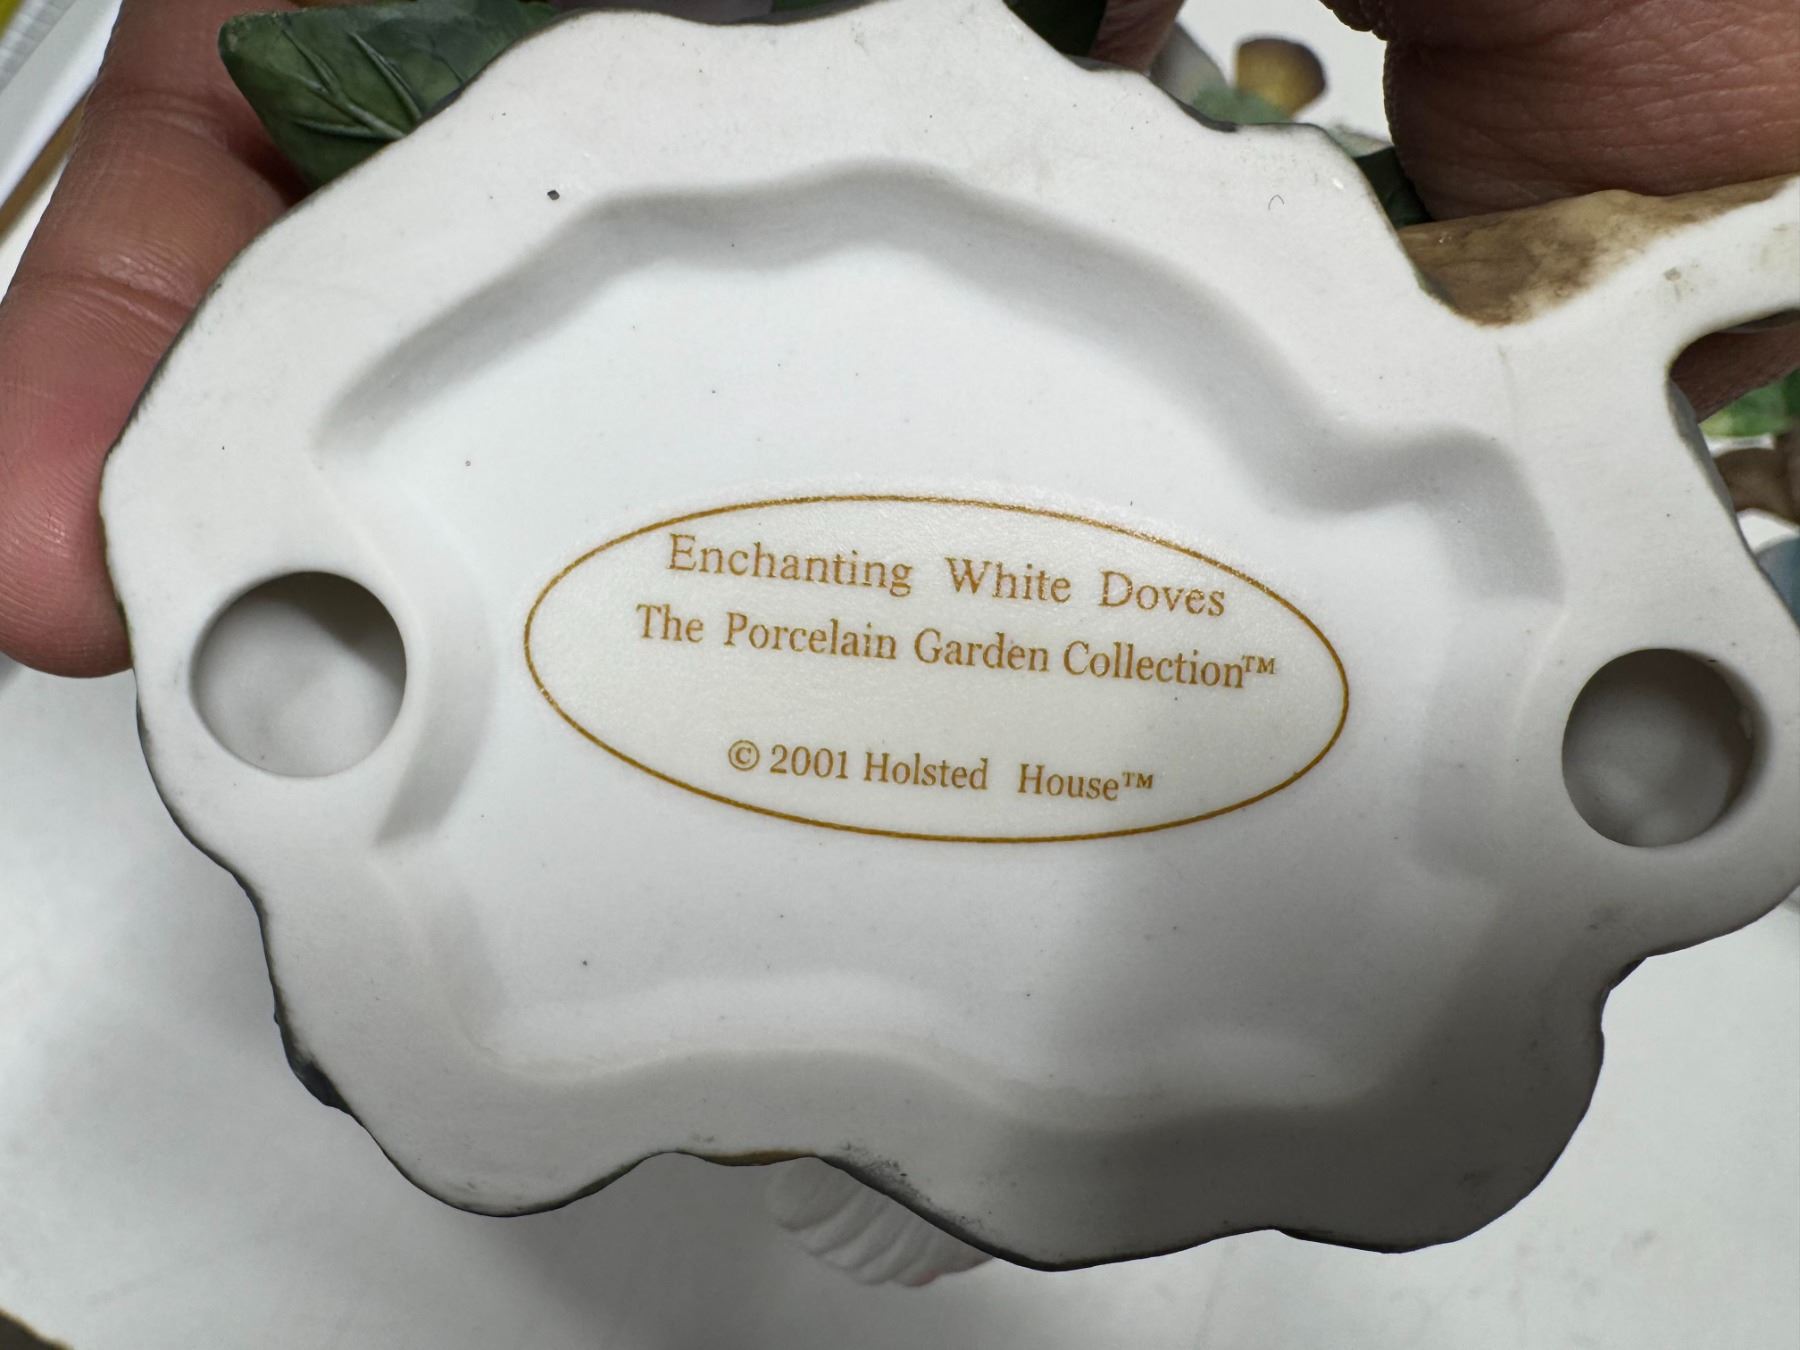 Enchanting White Doves
The Porcelain Garden Collection™
© 2001 Holsted House™